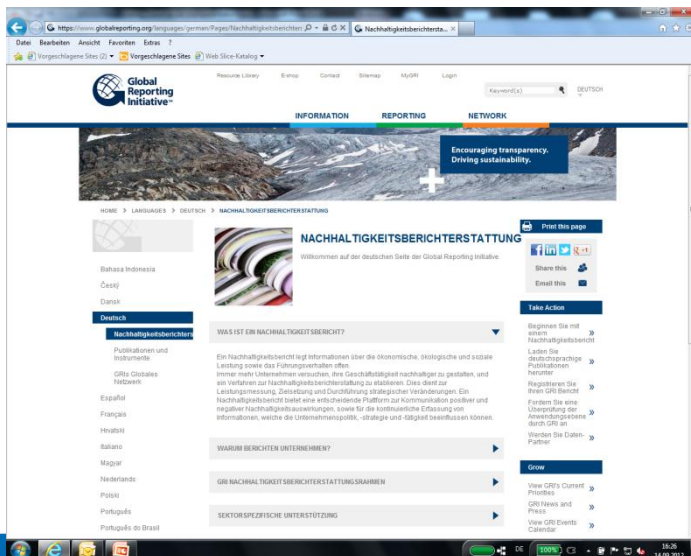 https://www.globalreporting.org/languages/german/Pages/Nachhaltigkeitsberichter
Nachhaltigkeitsberichtersta...
Datei Bearbeiten Ansicht Favoriten Extras ?
Vorgeschlagene Sites (2) Vorgeschlagene Sites Web Slice-Katalog
Resource Library E-shop Contact Sitemap MyGRI Login
Global
Reporting
Initiative™
Keyword(s)
DEUTSCH
INFORMATION REPORTING NETWORK
Encouraging transparency.
Driving sustainability.
HOME > LANGUAGES > DEUTSCH > NACHHALTIGKEITSBERICHTERSTATTUNG
Bahasa Indonesia
Český
Dansk
Deutsch
Nachhaltigkeitsberichters
Publikationen und
Instrumente
GRIs Globales
Netzwerk
Español
Français
Hrvatski
Italiano
Magyar
Nederlands
Polski
Português
Português do Brasil
NACHHALTIGKEITSBERICHTERSTATTUNG
Willkommen auf der deutschen Seite der Global Reporting Initiative.
WAS IST EIN NACHHALTIGKEITSBERICHT?
Ein Nachhaltigkeitsbericht legt Informationen über die ökonomische, ökologische und soziale
Leistung sowie das Führungsverhalten offen.
Immer mehr Unternehmen versuchen, ihre Geschäftstätigkeit nachhaltiger zu gestalten, und
ein Verfahren zur Nachhaltigkeitsberichterstattung zu etablieren. Dies dient zur
Leistungsmessung, Zielsetzung und Durchführung strategischer Veränderungen. Ein
Nachhaltigkeitsbericht bietet eine entscheidende Plattform zur Kommunikation positiver und
negativer Nachhaltigkeitsauswirkungen, sowie für die kontinuierliche Erfassung von
Informationen, welche die Unternehmenspolitik, -strategie und -tätigkeit beeinflussen können.
WARUM BERICHTEN UNTERNEHMEN?
GRI NACHHALTIGKEITSBERICHTERSTATTUNGSRAHMEN
SEKTORSPEZIFISCHE UNTERSTÜTZUNG
Print this page
Share this
Email this
Take Action
Beginnen Sie mit
einem
Nachhaltigkeitsbericht
Laden Sie
deutschsprachige
Publikationen
herunter
Registrieren Sie
Ihren GRI Bericht
Fordern Sie eine
Überprüfung der
Anwendungsebene
durch GRI an
Werden Sie Daten-
Partner
Grow
View GRI's Current
Priorities
GRI News and
Press
View GRI Events
Calendar
DE 100% 16:26
14.09.2012